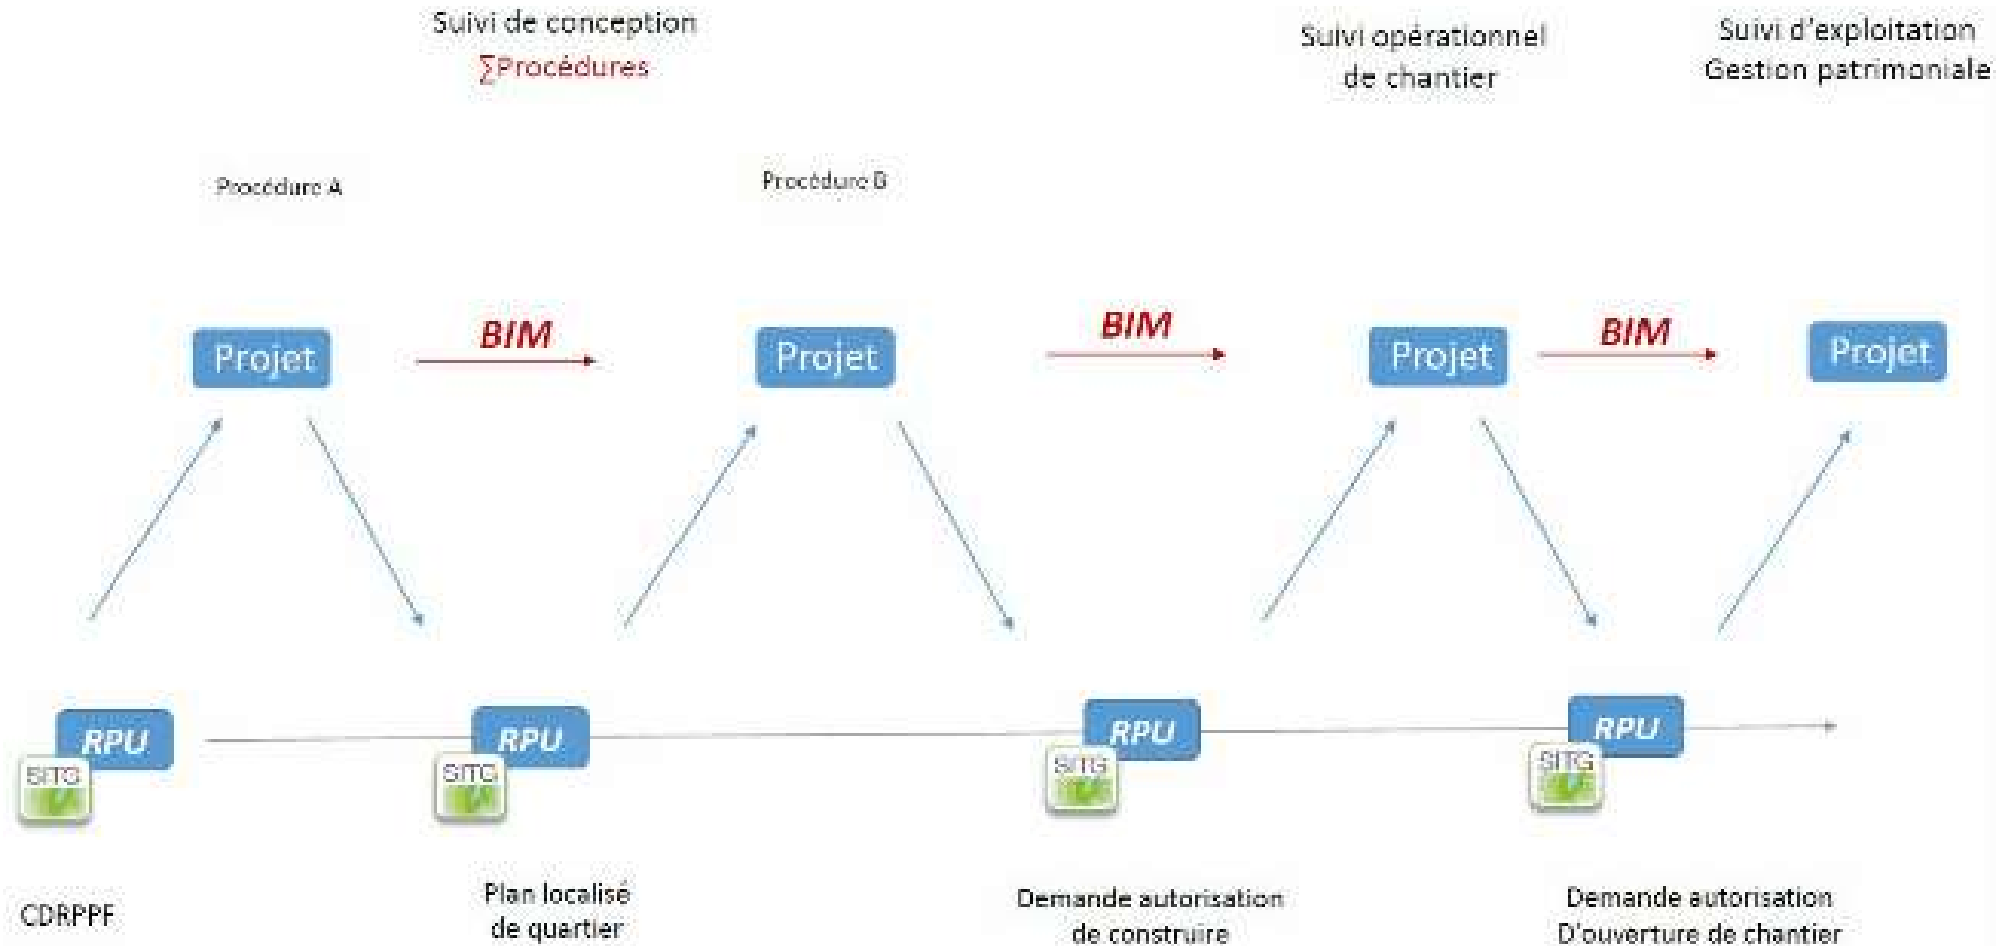 Suivi de conception
∑Procédures
Suivi opérationnel
de chantier
Suivi d'exploitation
Gestion patrimoniale
Procédure A
Procédure B
Projet
BIM
Projet
BIM
Projet
BIM
Projet
RPU
SITG
RPU
SITG
RPU
SITG
RPU
SITG
CDRPPF
Plan localisé
de quartier
Demande autorisation
de construire
Demande autorisation
D'ouverture de chantier